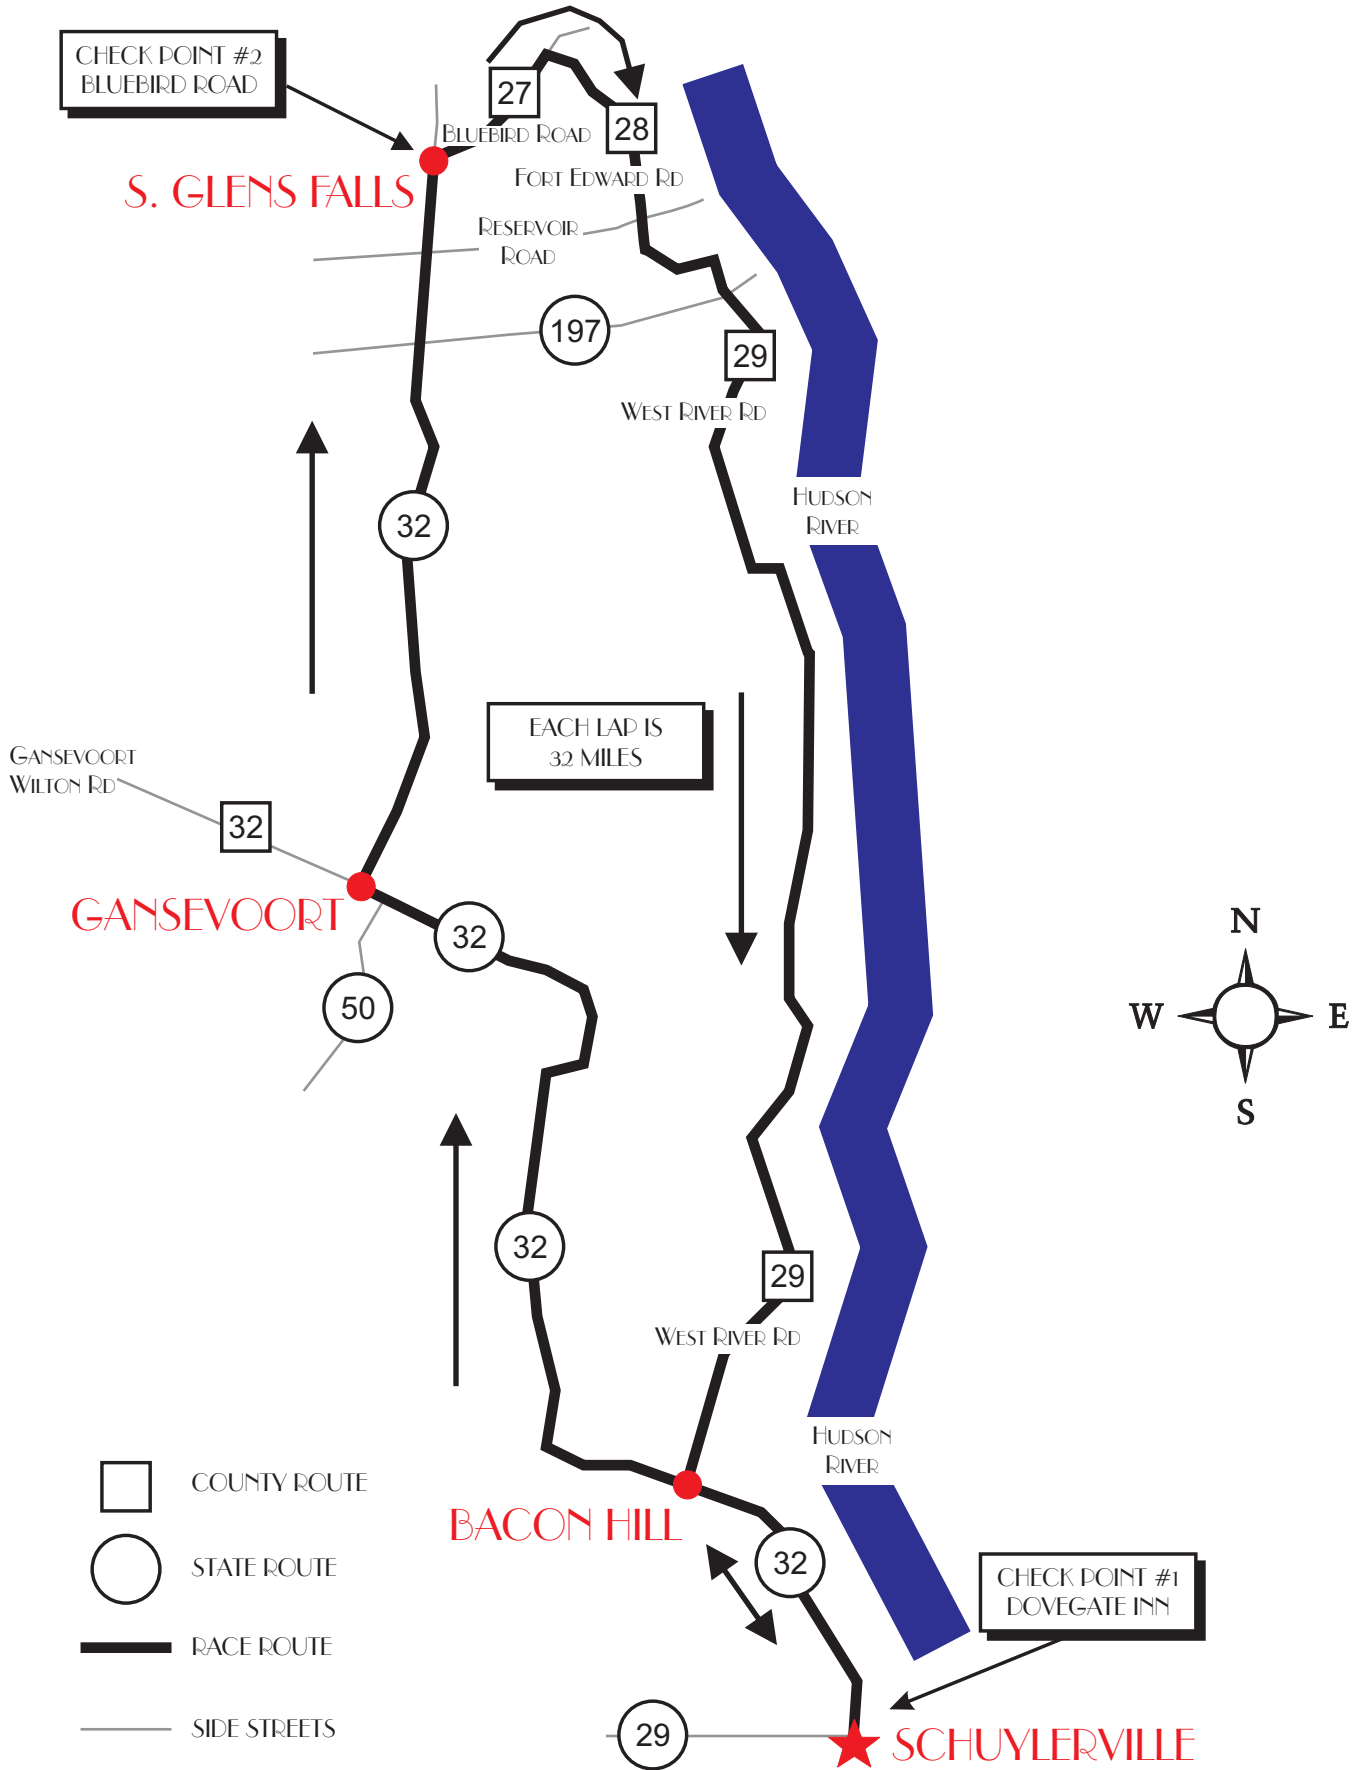 CHECK POINT #2
BLUEBIRD ROAD
27
28
BLUEBIRD ROAD
S. GLENS FALLS
FORT EDWARD RD
RESERVOIR
ROAD
197
29
WEST RIVER RD
HUDSON
RIVER
32
EACH LAP IS
32 MILES
GANSEVOORT
WILTON RD
32
GANSEVOORT
32
50
N
W
E
S
32
29
WEST RIVER RD
HUDSON
RIVER
COUNTY ROUTE
BACON HILL
32
STATE ROUTE
CHECK POINT #1
DOVEGATE INN
RACE ROUTE
SIDE STREETS
29
SCHUYLERVILLE